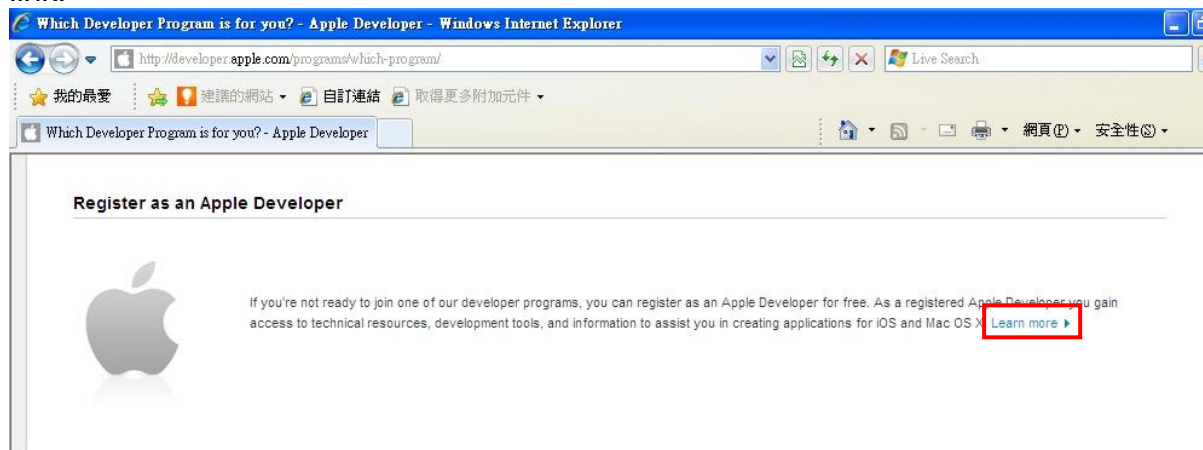 Which Developer Program is for you? - Apple Developer - Windows Internet Explorer
http://developer.apple.com/programs/which-program/
Live Search
我的最愛 建議的網站 自訂連結 取得更多附加元件
Which Developer Program is for you? - Apple Developer 網頁(P) 安全性(S)
Register as an Apple Developer
If you're not ready to join one of our developer programs, you can register as an Apple Developer for free. As a registered Apple Developer you gain
access to technical resources, development tools, and information to assist you in creating applications for iOS and Mac OS X. Learn more